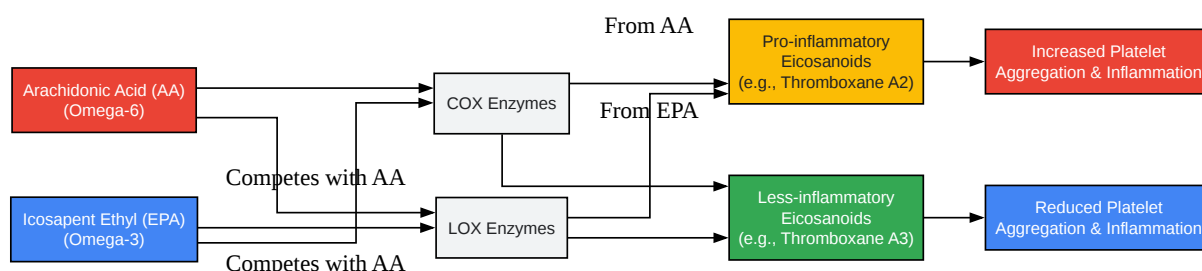 From AA
Pro-inflammatory
Eicosanoids
(e.g., Thromboxane A2)
Increased Platelet
Aggregation & Inflammation
Arachidonic Acid (AA)
(Omega-6)
COX Enzymes
From EPA
Competes with AA
Icosapent Ethyl (EPA)
(Omega-3)
LOX Enzymes
Less-inflammatory
Eicosanoids
(e.g., Thromboxane A3)
Reduced Platelet
Aggregation & Inflammation
Competes with AA